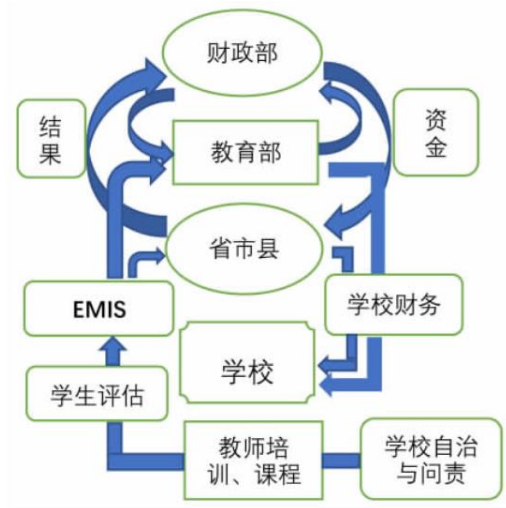 财政部
结
果
资
金
教育部
省市县
EMIS
学校财务
学校
学生评估
教师培
训、课程
学校自治
与问责